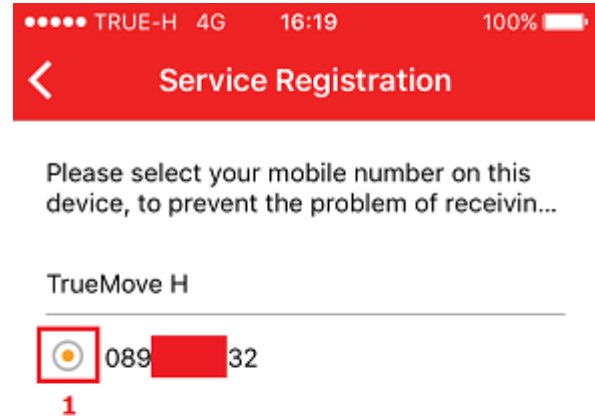 TRUE-H 4G 16:19 100%
Service Registration
Please select your mobile number on this
device, to prevent the problem of receivin...
TrueMove H
089 32
1